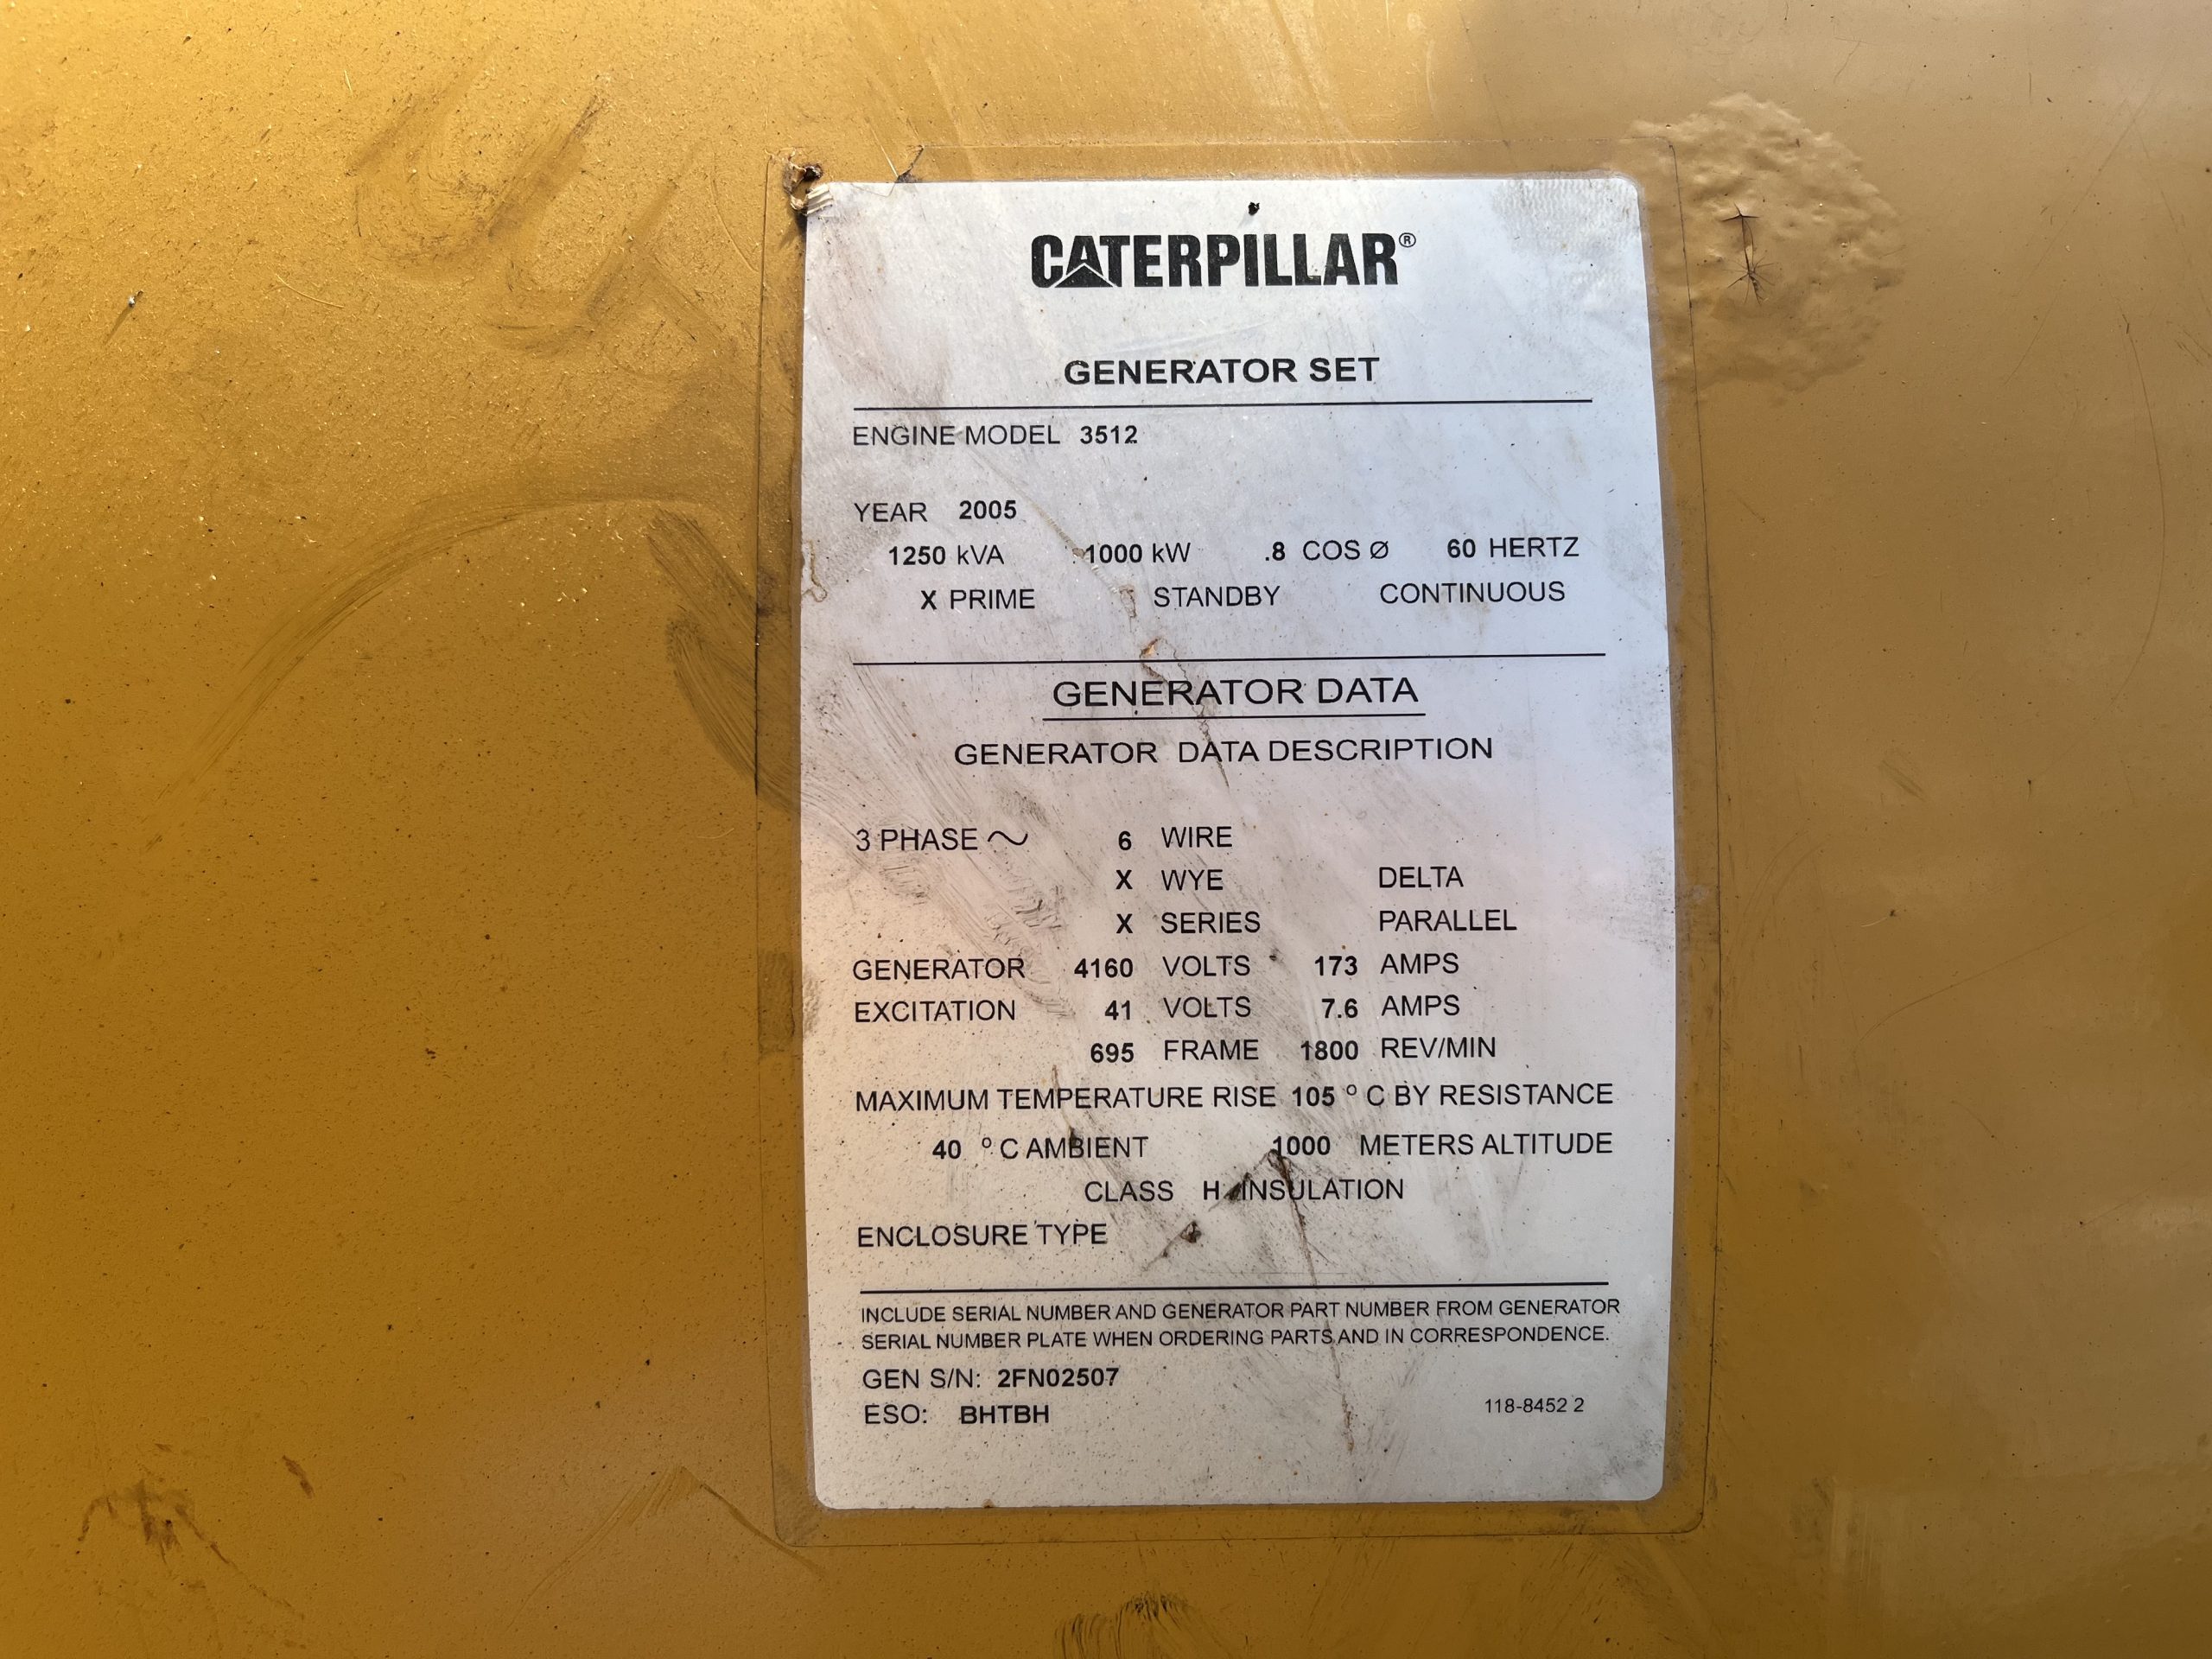 CATERPILLAR®
GENERATOR SET
ENGINE MODEL 3512
YEAR 2005
1250 kVA 1000 kW .8 COS Ø 60 HERTZ
X PRIME STANDBY CONTINUOUS
GENERATOR DATA
GENERATOR DATA DESCRIPTION
3 PHASE ~ 6 WIRE
X WYE DELTA
X SERIES PARALLEL
GENERATOR 4160 VOLTS 173 AMPS
EXCITATION 41 VOLTS 7.6 AMPS
695 FRAME 1800 REV/MIN
MAXIMUM TEMPERATURE RISE 105 ° C BY RESISTANCE
40 ° C AMBIENT 1000 METERS ALTITUDE
CLASS H INSULATION
ENCLOSURE TYPE
INCLUDE SERIAL NUMBER AND GENERATOR PART NUMBER FROM GENERATOR
SERIAL NUMBER PLATE WHEN ORDERING PARTS AND IN CORRESPONDENCE.
GEN S/N: 2FN02507
ESO: BHTBH
118-8452 2